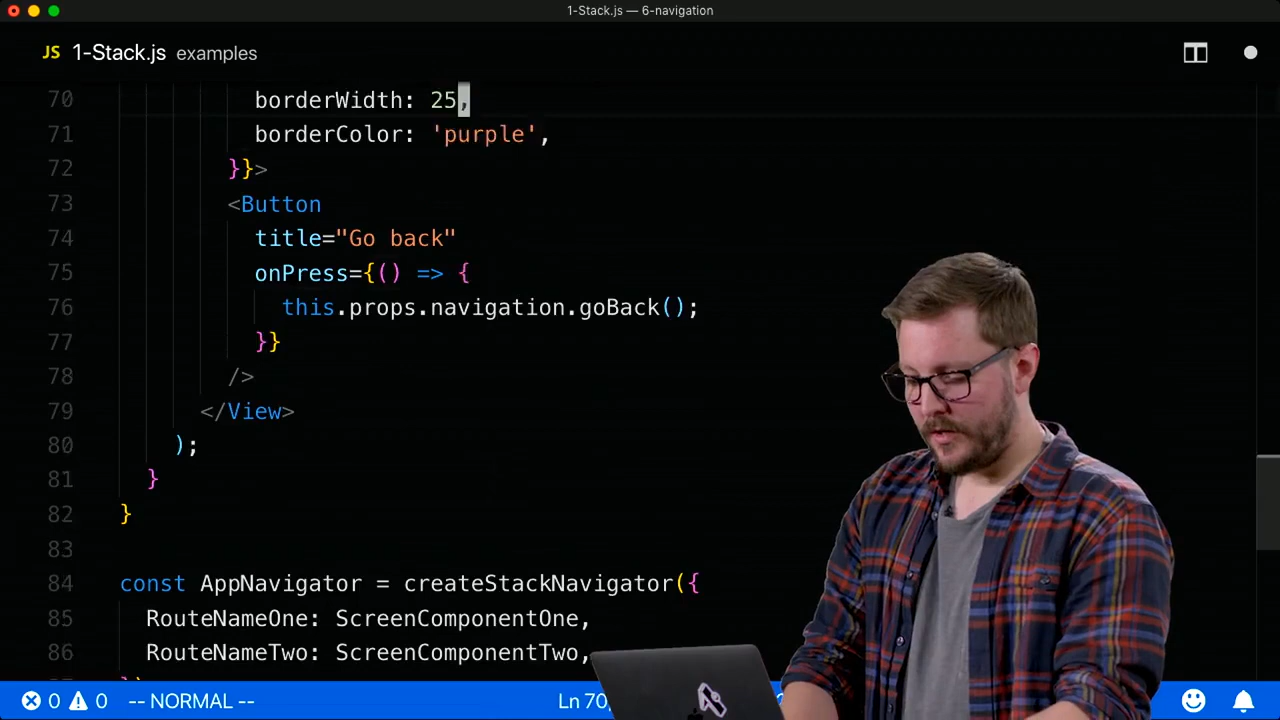 1-Stack.js — 6-navigation
JS 1-Stack.js examples
70 borderWidth: 25,
71 borderColor: 'purple',
72 }}>
73 <Button
74 title="Go back"
75 onPress={() => {
76 this.props.navigation.goBack();
77 }}
78 />
79 </View>
80 );
81 }
82 }
83
84 const AppNavigator = createStackNavigator({
85 RouteNameOne: ScreenComponentOne,
86 RouteNameTwo: ScreenComponentTwo,
0 0 -- NORMAL -- Ln 70,